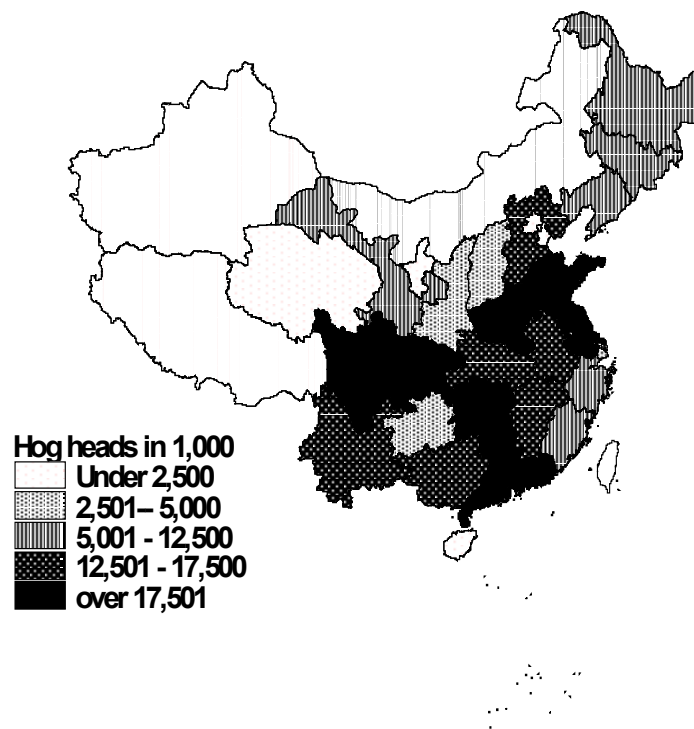 Hog heads in 1,000
Under 2,500
2,501– 5,000
5,001 - 12,500
12,501 - 17,500
over 17,501